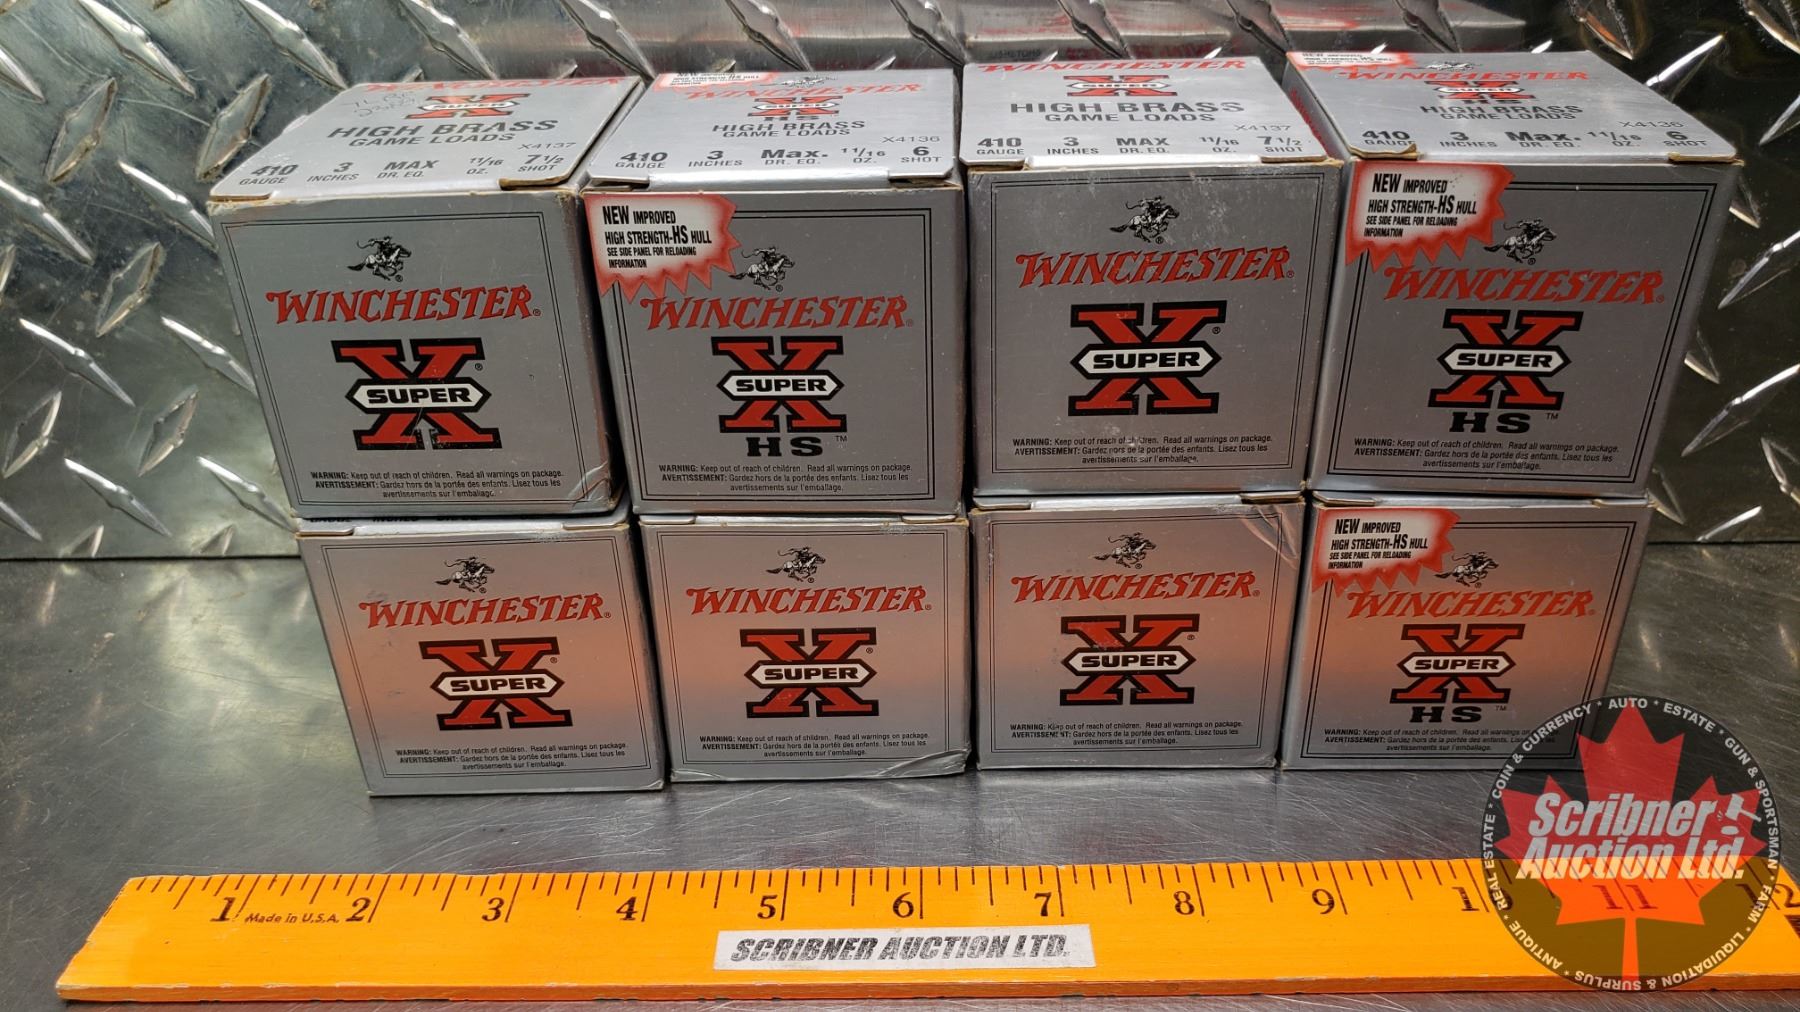 WINCHESTER
X SUPER
HIGH BRASS
GAME LOADS
X4137
410 3 MAX 11/16 7 1/2
GAUGE INCHES DR. EQ. OZ. SHOT
WINCHESTER
X SUPER
WARNING: Keep out of reach of children. Read all warnings on package.
AVERTISSEMENT: Gardez hors de la portée des enfants. Lisez tous les
avertissements sur l'emballage.
NEW IMPROVED
HIGH STRENGTH-HS HULL
WINCHESTER
X SUPER
HS
HIGH BRASS
GAME LOADS
X4136
410 3 Max. 11/16 6
GAUGE INCHES DR. EQ. OZ. SHOT
NEW IMPROVED
HIGH STRENGTH-HS HULL
SEE SIDE PANEL FOR RELOADING
INFORMATION
WINCHESTER
X SUPER
HS™
WARNING: Keep out of reach of children. Read all warnings on package.
AVERTISSEMENT: Gardez hors de la portée des enfants. Lisez tous les
avertissements sur l'emballage.
WINCHESTER
X SUPER
HIGH BRASS
GAME LOADS
X4137
410 3 MAX 11/16 7 1/2
GAUGE INCHES DR. EQ. OZ. SHOT
WINCHESTER
X SUPER
WARNING: Keep out of reach of children. Read all warnings on package.
AVERTISSEMENT: Gardez hors de la portée des enfants. Lisez tous les
avertissements sur l'emballage.
WINCHESTER
X SUPER
HIGH BRASS
GAME LOADS
X4136
410 3 Max. 11/16 6
GAUGE INCHES DR. EQ. OZ. SHOT
NEW IMPROVED
HIGH STRENGTH-HS HULL
SEE SIDE PANEL FOR RELOADING
INFORMATION
WINCHESTER
X SUPER
HS™
WARNING: Keep out of reach of children. Read all warnings on package.
AVERTISSEMENT: Gardez hors de la portée des enfants. Lisez tous les
avertissements sur l'emballage.
WINCHESTER
X SUPER
WARNING: Keep out of reach of children. Read all warnings on package.
AVERTISSEMENT: Gardez hors de la portée des enfants. Lisez tous les
avertissements sur l'emballage.
WINCHESTER
X SUPER
WARNING: Keep out of reach of children. Read all warnings on package.
AVERTISSEMENT: Gardez hors de la portée des enfants. Lisez tous les
avertissements sur l'emballage.
WINCHESTER
X SUPER
WARNING: Keep out of reach of children. Read all warnings on package.
AVERTISSEMENT: Gardez hors de la portée des enfants. Lisez tous les
avertissements sur l'emballage.
NEW IMPROVED
HIGH STRENGTH-HS HULL
SEE SIDE PANEL FOR RELOADING
INFORMATION
WINCHESTER
X SUPER
HS™
WARNING: Keep out of reach of children. Read all warnings on package.
AVERTISSEMENT: Gardez hors de la portée des enfants. Lisez tous les
avertissements sur l'emballage.
1 2 3 4 5 6 7 8 9 10 11 12
Made in U.S.A.
SCRIBNER AUCTION LTD.
Scribner
Auction Ltd.
REAL ESTATE * COIN & CURRENCY * AUTO * ESTATE * GUN & SPORTSMAN * FARM * LIQUIDATION & SURPLUS * ANTIQUE *